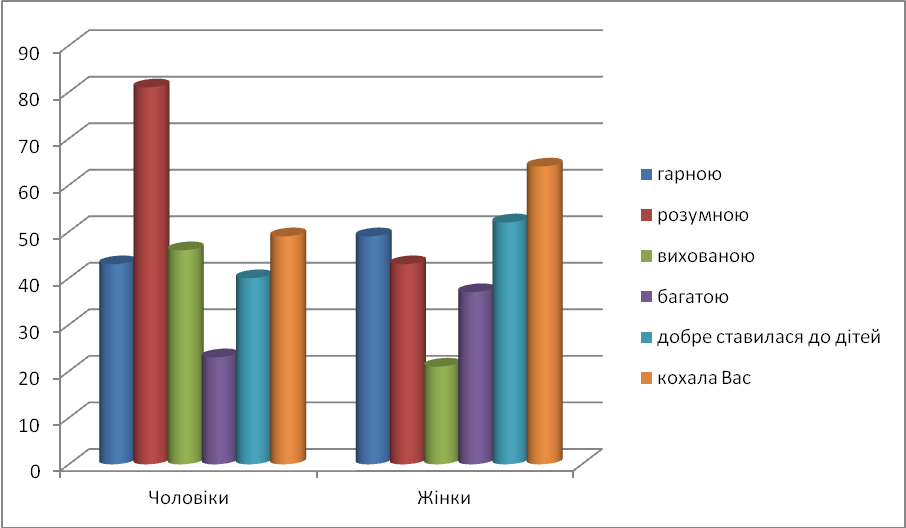 90
80
70
60
50
40
30
20
10
0
Чоловіки
Жінки
гарною
розумною
вихованою
багатою
добре ставилася до дітей
кохала Вас